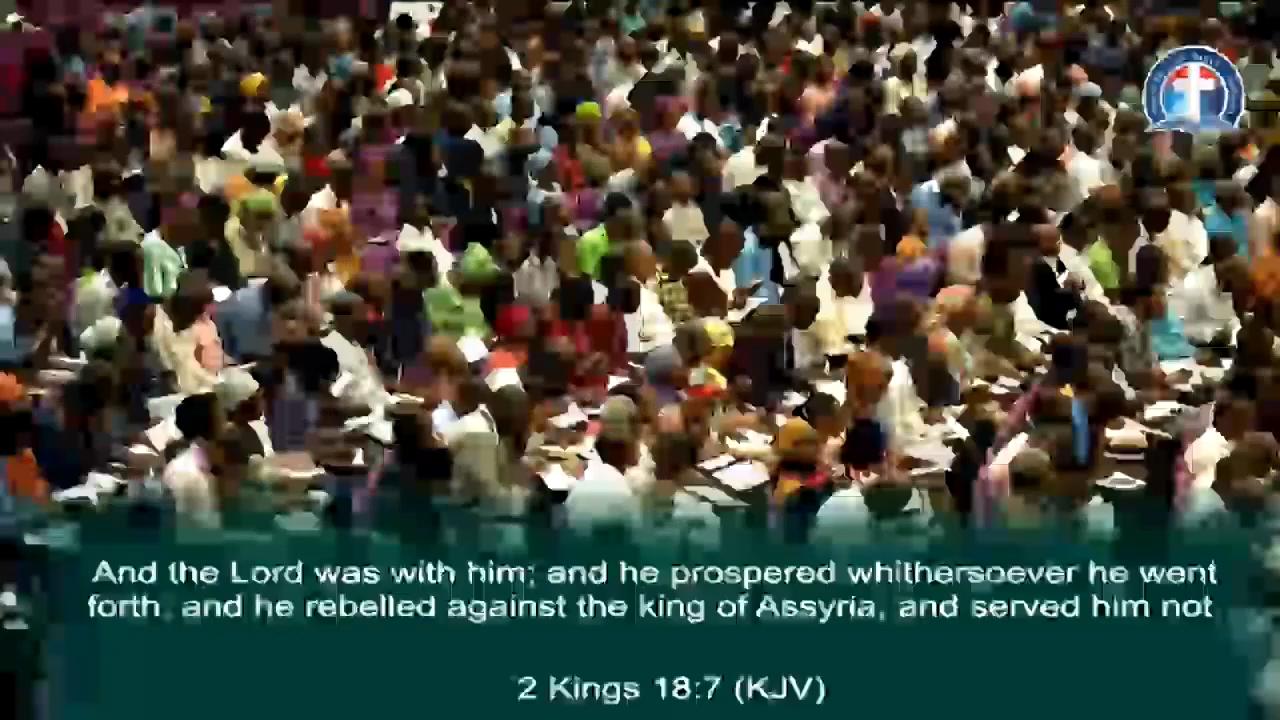 And the Lord was with him; and he prospered whithersoever he went
forth, and he rebelled against the king of Assyria, and served him not
2 Kings 18:7 (KJV)